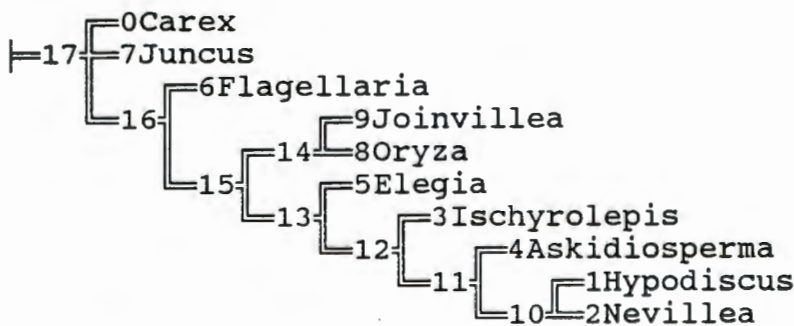 0Carex
17 7Juncus
6Flagellaria
16
9Joinvillea
14
8Oryza
15
5Elegia
13
3Ischyrolepis
12
4Askidiosperma
11
1Hypodiscus
10 2Nevillea